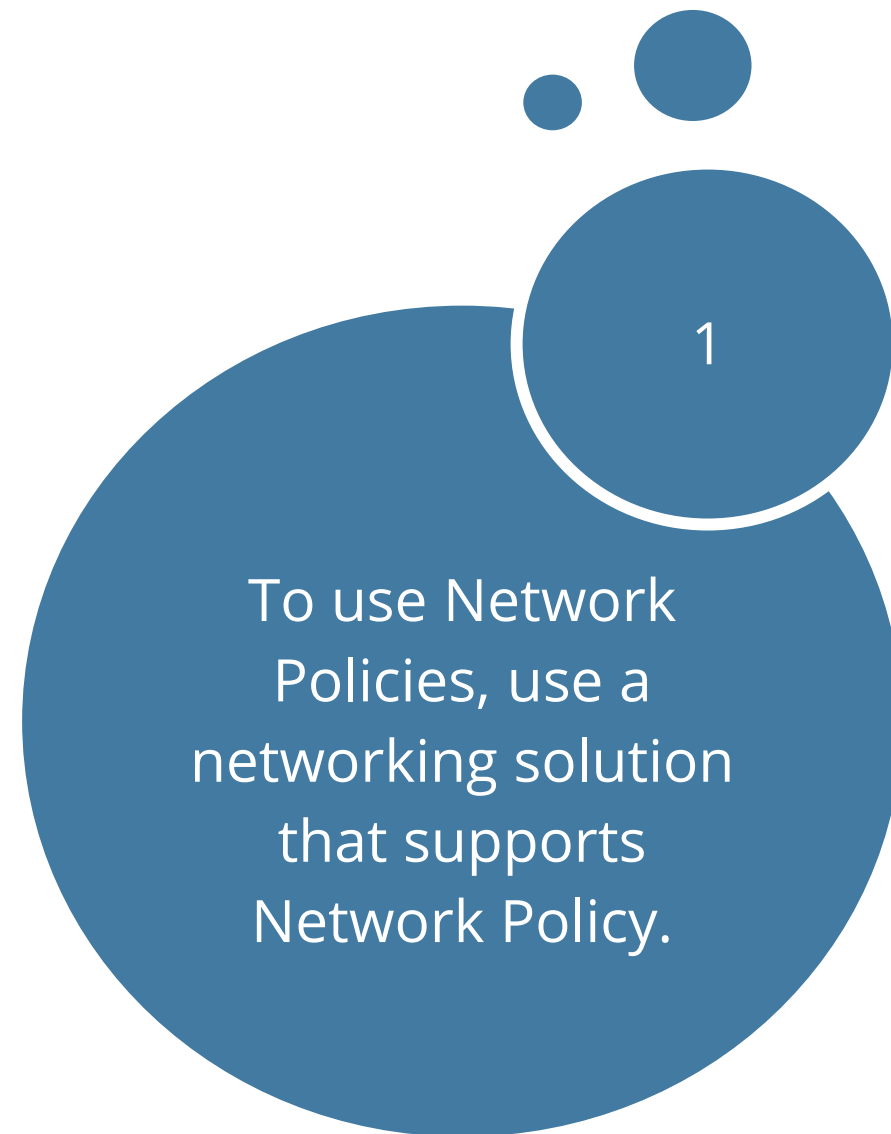 1
To use Network
Policies, use a
networking solution
that supports
Network Policy.